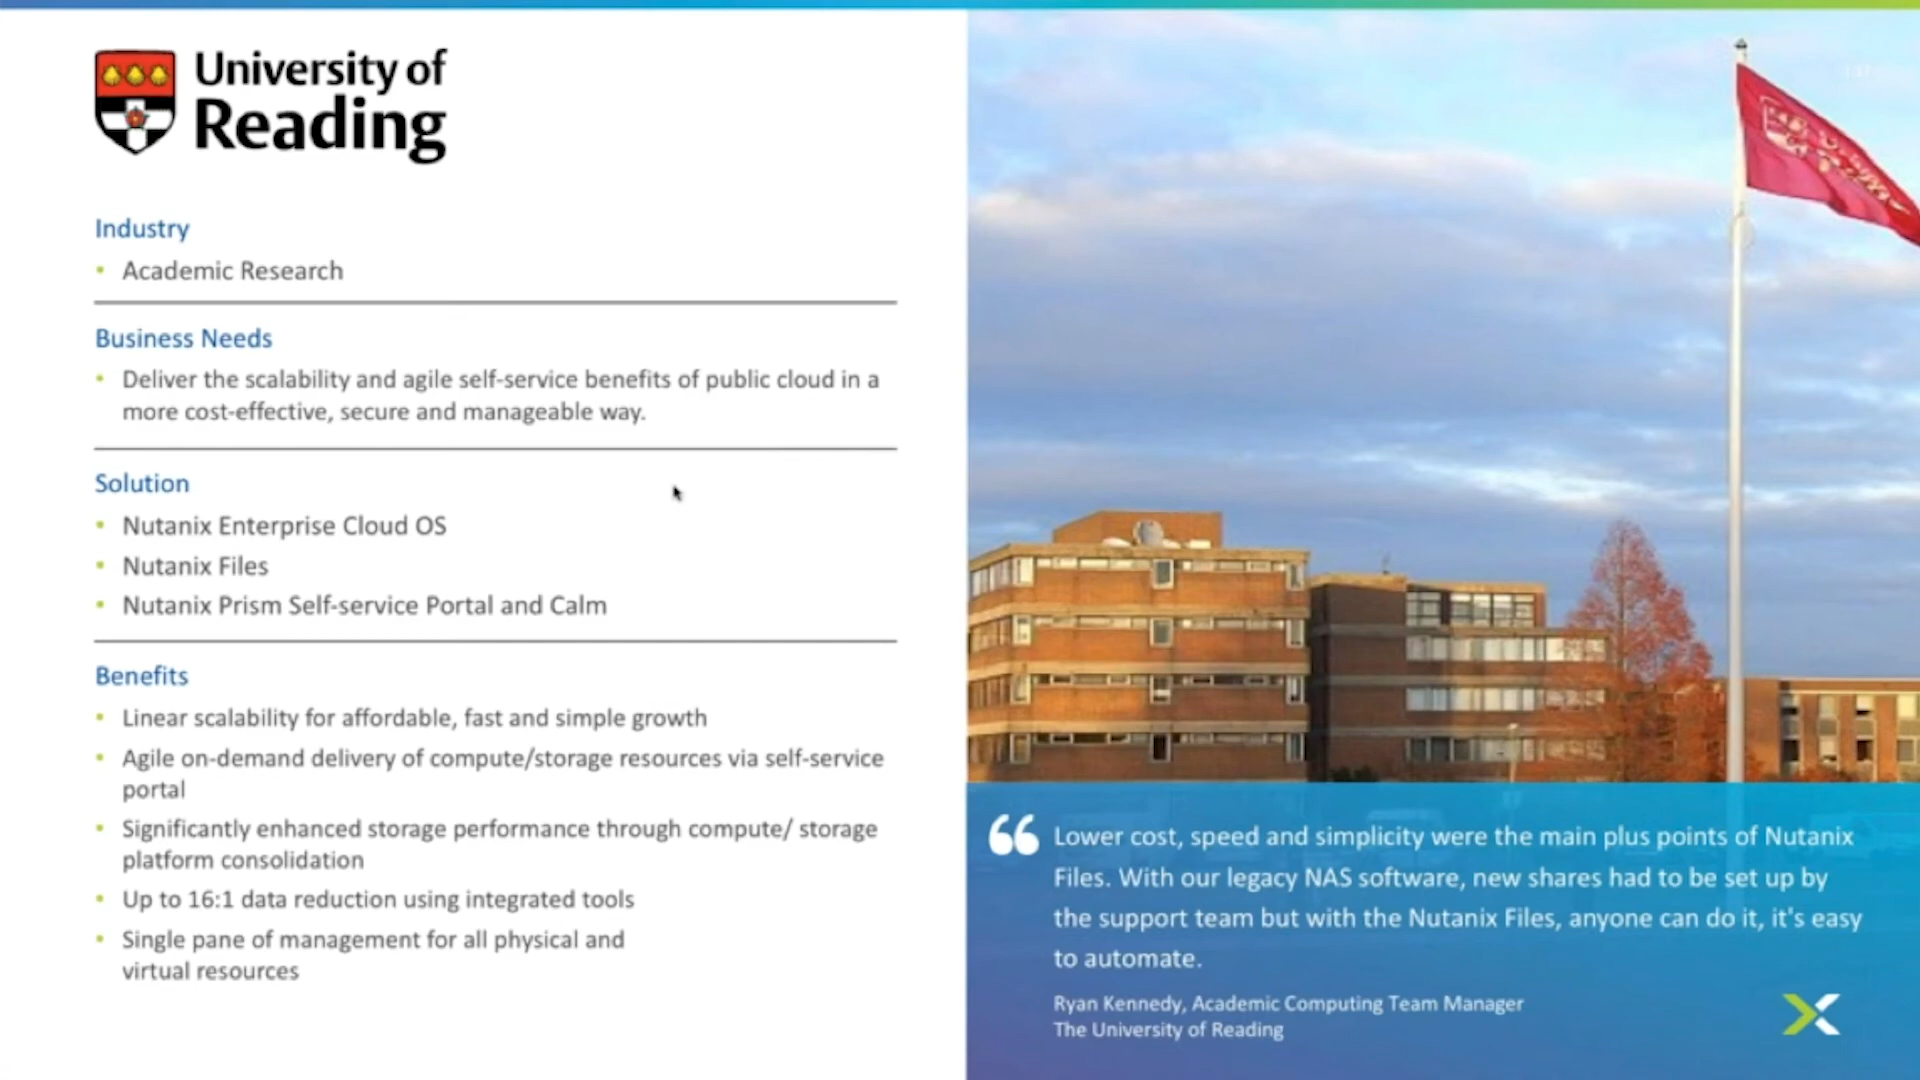 University of
Reading
Industry
• Academic Research
Business Needs
• Deliver the scalability and agile self-service benefits of public cloud in a
more cost-effective, secure and manageable way.
Solution
• Nutanix Enterprise Cloud OS
• Nutanix Files
• Nutanix Prism Self-service Portal and Calm
Benefits
• Linear scalability for affordable, fast and simple growth
• Agile on-demand delivery of compute/storage resources via self-service
portal
• Significantly enhanced storage performance through compute/ storage
platform consolidation
• Up to 16:1 data reduction using integrated tools
• Single pane of management for all physical and
virtual resources
“Lower cost, speed and simplicity were the main plus points of Nutanix
Files. With our legacy NAS software, new shares had to be set up by
the support team but with the Nutanix Files, anyone can do it, it's easy
to automate.
Ryan Kennedy, Academic Computing Team Manager
The University of Reading